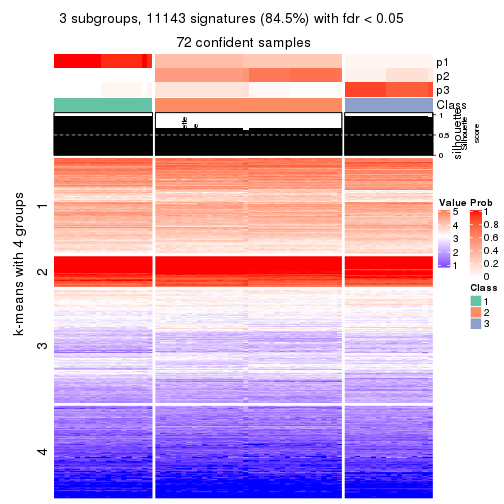 3 subgroups, 11143 signatures (84.5%) with fdr < 0.05
72 confident samples
p1
p2
p3
Class
1
0.5
0
silhouette
Silhouette
score
k-means with 4 groups
1
2
3
4
Value
5
4
3
2
1
Prob
1
0.8
0.6
0.4
0.2
0
Class
1
2
3